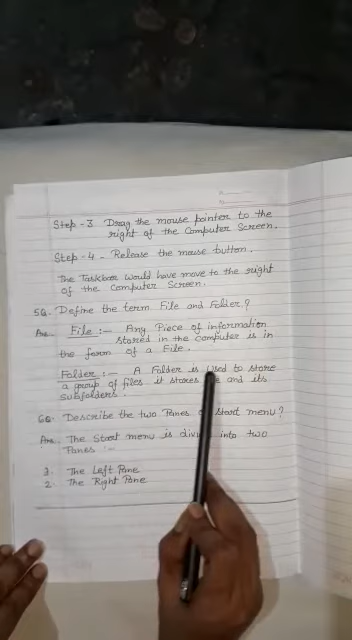 Step-3 Drag the mouse pointer to the
right of the Computer Screen.
Step-4 - Release the mouse button.
The Taskbar would have move to the right
of the Computer Screen.
5Q. Define the term File and Folder?
Ans. File :- Any Piece of information
stored in the computer is in
the form of a File.
Folder :- A Folder is Used to store
a group of files it stores and its
subfolders.
6Q. Describe the two Panes of start menu?
Ans. The Start menu is into two
Panes :-
1. The Left Pane
2. The Right Pane